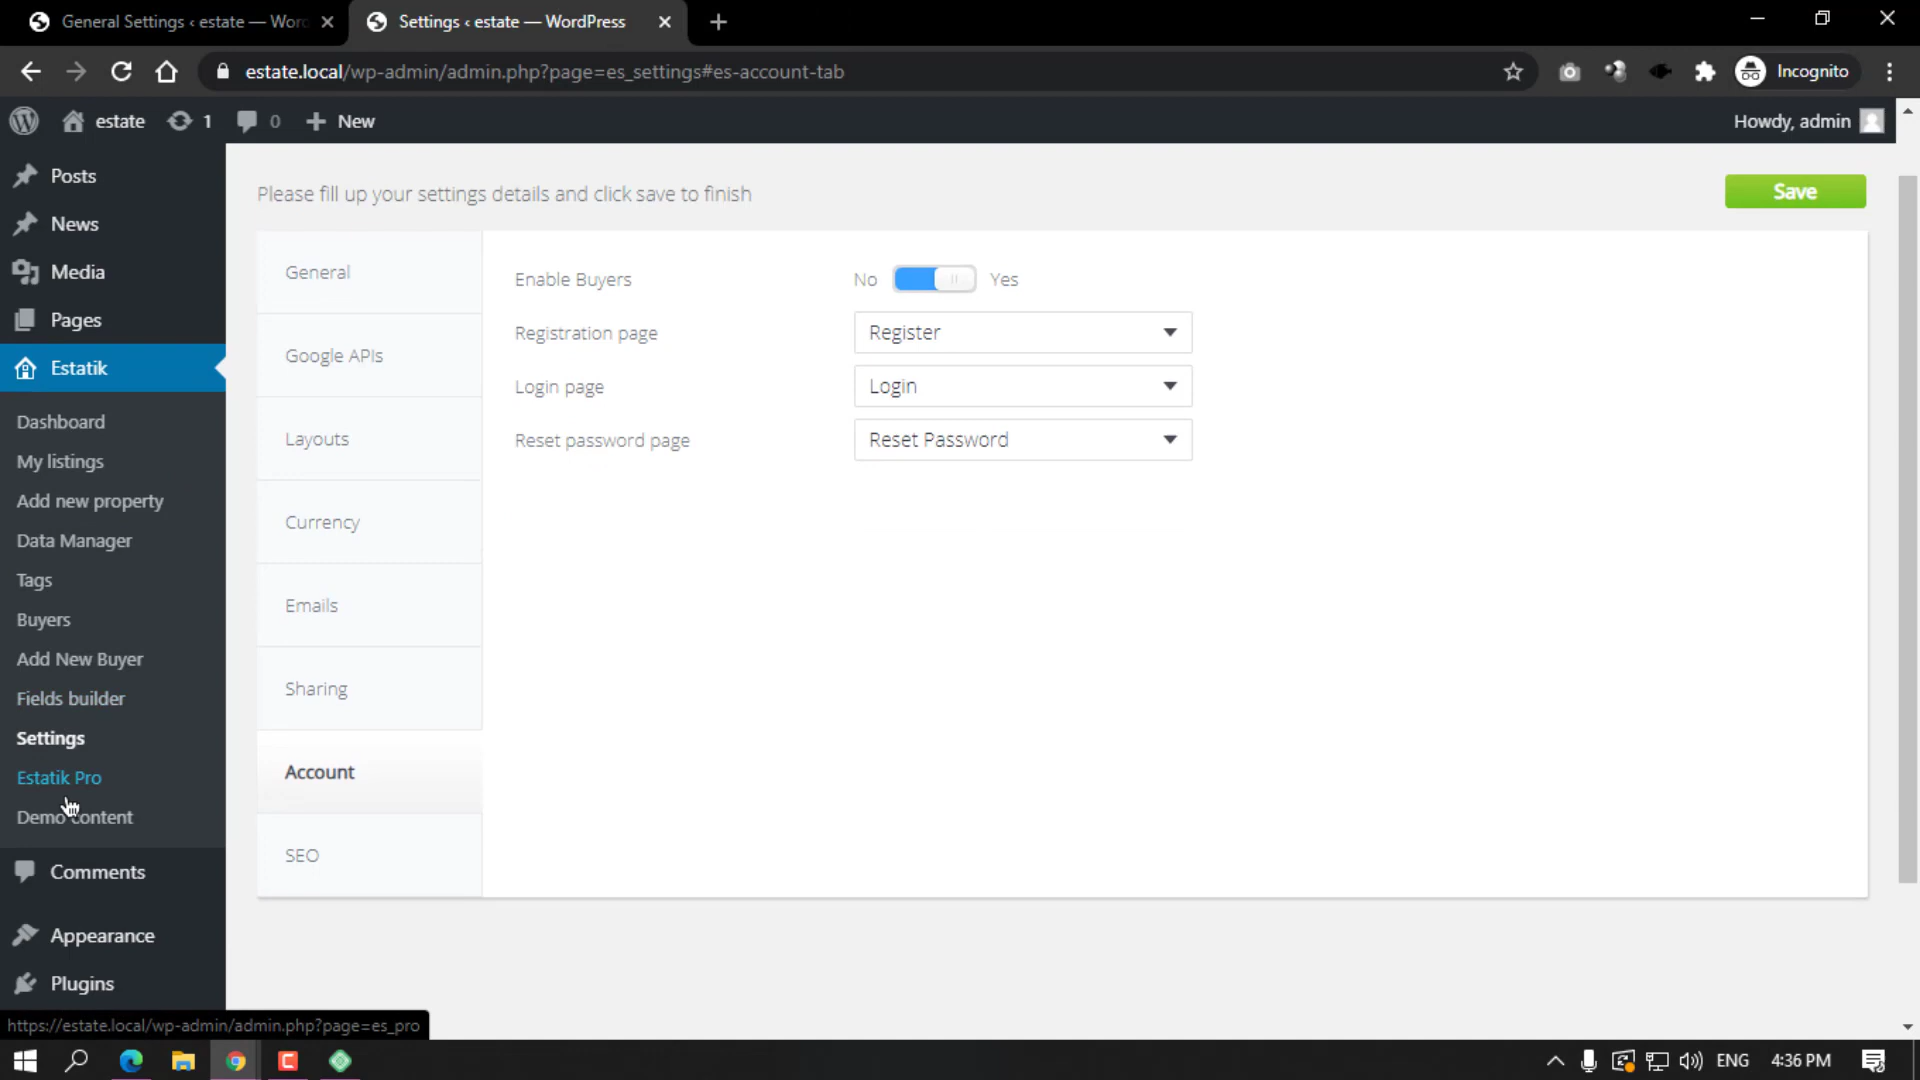 General Settings ‹ estate — Wor
Settings ‹ estate — WordPress
estate.local/wp-admin/admin.php?page=es_settings#es-account-tab
Incognito
estate
1
0
New
Howdy, admin
Posts
News
Media
Pages
Estatik
Dashboard
My listings
Add new property
Data Manager
Tags
Buyers
Add New Buyer
Fields builder
Settings
Estatik Pro
Demo content
Comments
Appearance
Plugins
Please fill up your settings details and click save to finish
Save
General
Google APIs
Layouts
Currency
Emails
Sharing
Account
SEO
Enable Buyers No Yes
Registration page Register
Login page Login
Reset password page Reset Password
https://estate.local/wp-admin/admin.php?page=es_pro
ENG
4:36 PM